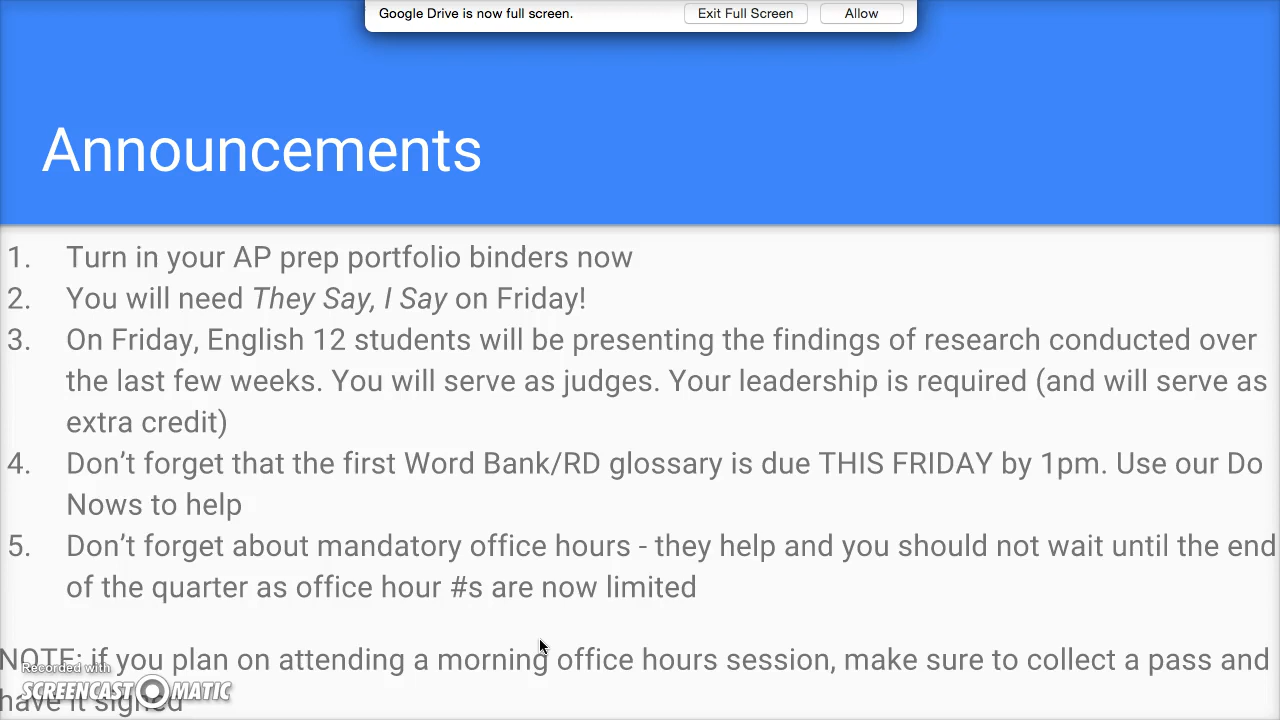 Google Drive is now full screen. Exit Full Screen Allow
Announcements
1. Turn in your AP prep portfolio binders now
2. You will need They Say, I Say on Friday!
3. On Friday, English 12 students will be presenting the findings of research conducted over
the last few weeks. You will serve as judges. Your leadership is required (and will serve as
extra credit)
4. Don’t forget that the first Word Bank/RD glossary is due THIS FRIDAY by 1pm. Use our Do
Nows to help
5. Don’t forget about mandatory office hours - they help and you should not wait until the end
of the quarter as office hour #s are now limited
NOTE: if you plan on attending a morning office hours session, make sure to collect a pass and
have it signed
Recorded with
SCREENCAST-O-MATIC